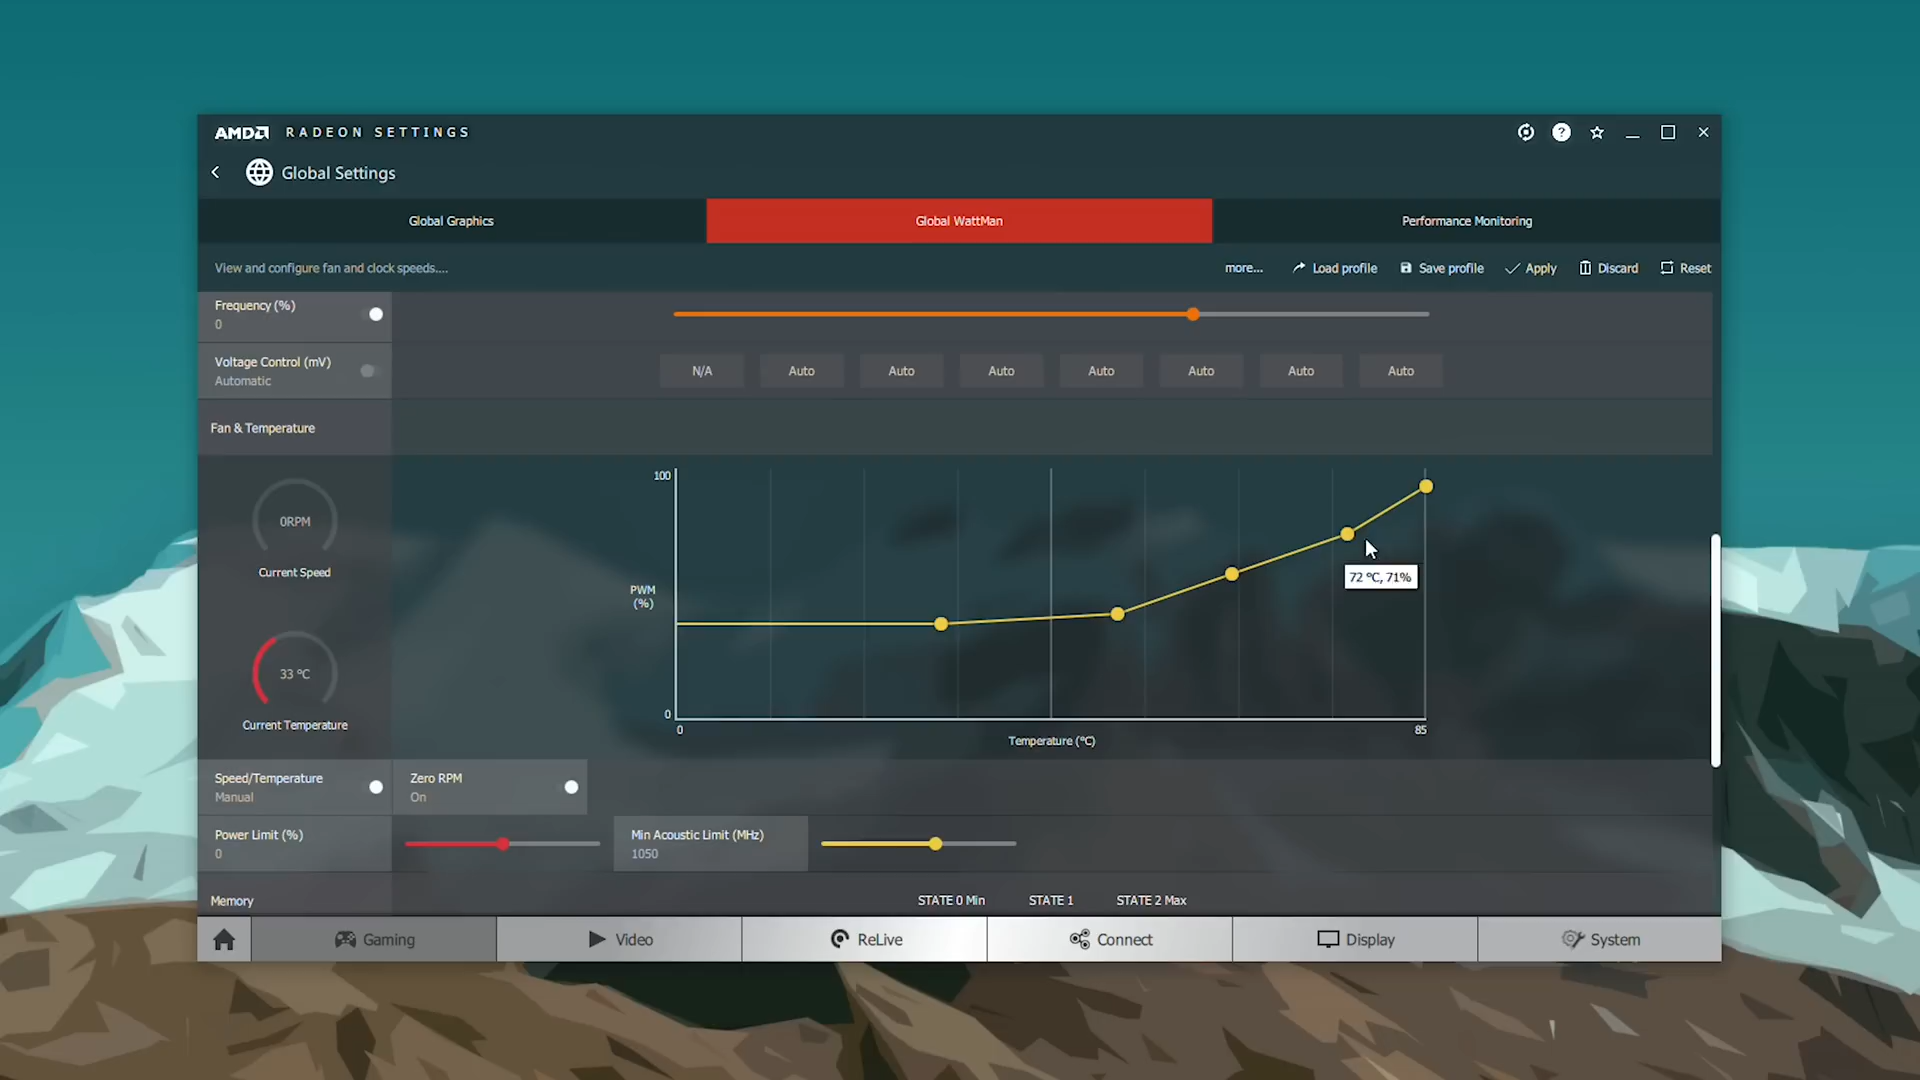 AMD RADEON SETTINGS
Global Settings
Global Graphics
Global WattMan
Performance Monitoring
View and configure fan and clock speeds....
more...
Load profile
Save profile
Apply
Discard
Reset
Frequency (%)
0
Voltage Control (mV)
Automatic
N/A
Auto
Auto
Auto
Auto
Auto
Auto
Auto
Fan & Temperature
0RPM
Current Speed
33 °C
Current Temperature
100
PWM
(%)
0
0
85
Temperature (°C)
72 °C, 71%
Speed/Temperature
Manual
Zero RPM
On
Power Limit (%)
0
Min Acoustic Limit (MHz)
1050
Memory
STATE 0 Min
STATE 1
STATE 2 Max
Gaming
Video
ReLive
Connect
Display
System